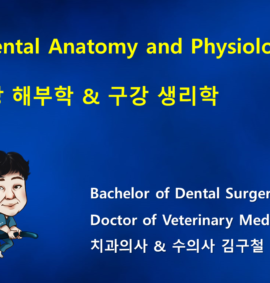 ental Anatomy and Physiolo
강 해부학 & 구강 생리학
Bachelor of Dental Surger
Doctor of Veterinary Med
치과의사 & 수의사 김구철